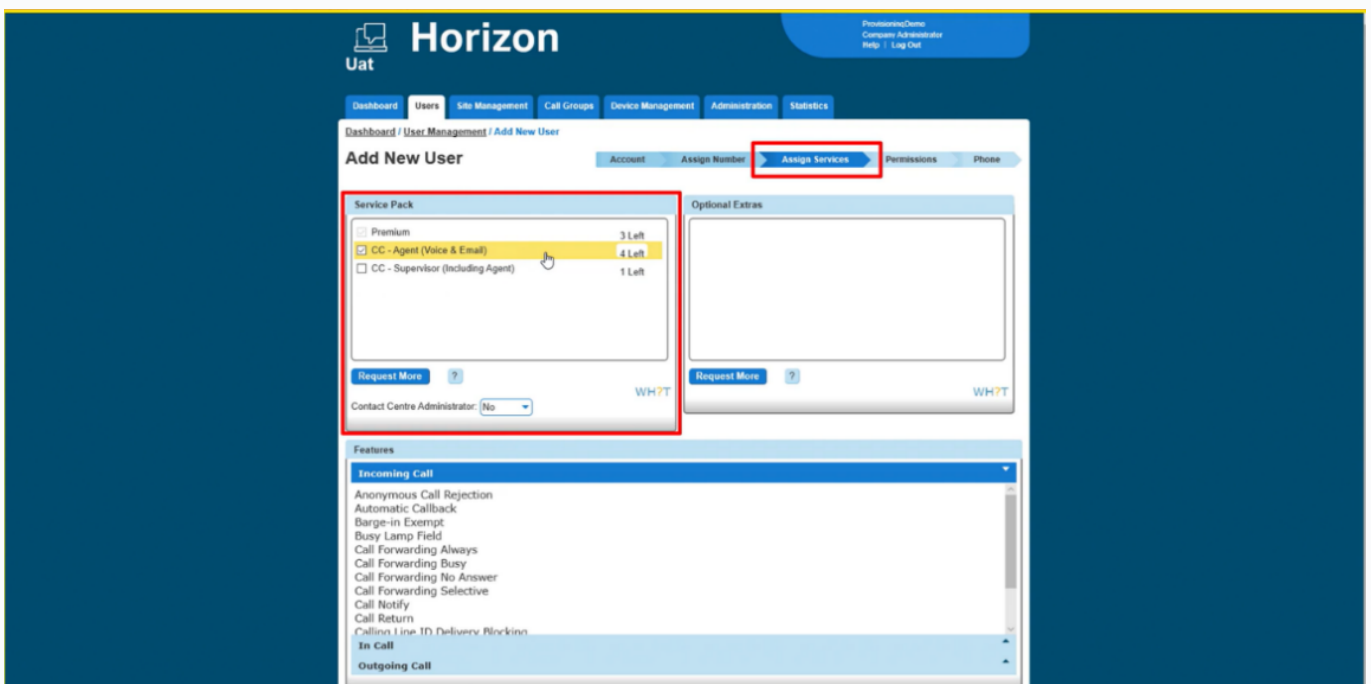 Horizon
Uat
ProvisioningDemo
Company Administrator
Help | Log Out
Dashboard Users Site Management Call Groups Device Management Administration Statistics
Dashboard / User Management / Add New User
Add New User
Account Assign Number Assign Services Permissions Phone
Service Pack
Premium 3 Left
CC - Agent (Voice & Email) 4 Left
CC - Supervisor (Including Agent) 1 Left
Request More ?
WH?T
Contact Centre Administrator: No
Optional Extras
Request More ?
WH?T
Features
Incoming Call
Anonymous Call Rejection
Automatic Callback
Barge-in Exempt
Busy Lamp Field
Call Forwarding Always
Call Forwarding Busy
Call Forwarding No Answer
Call Forwarding Selective
Call Notify
Call Return
Calling Line ID Delivery Blocking
In Call
Outgoing Call